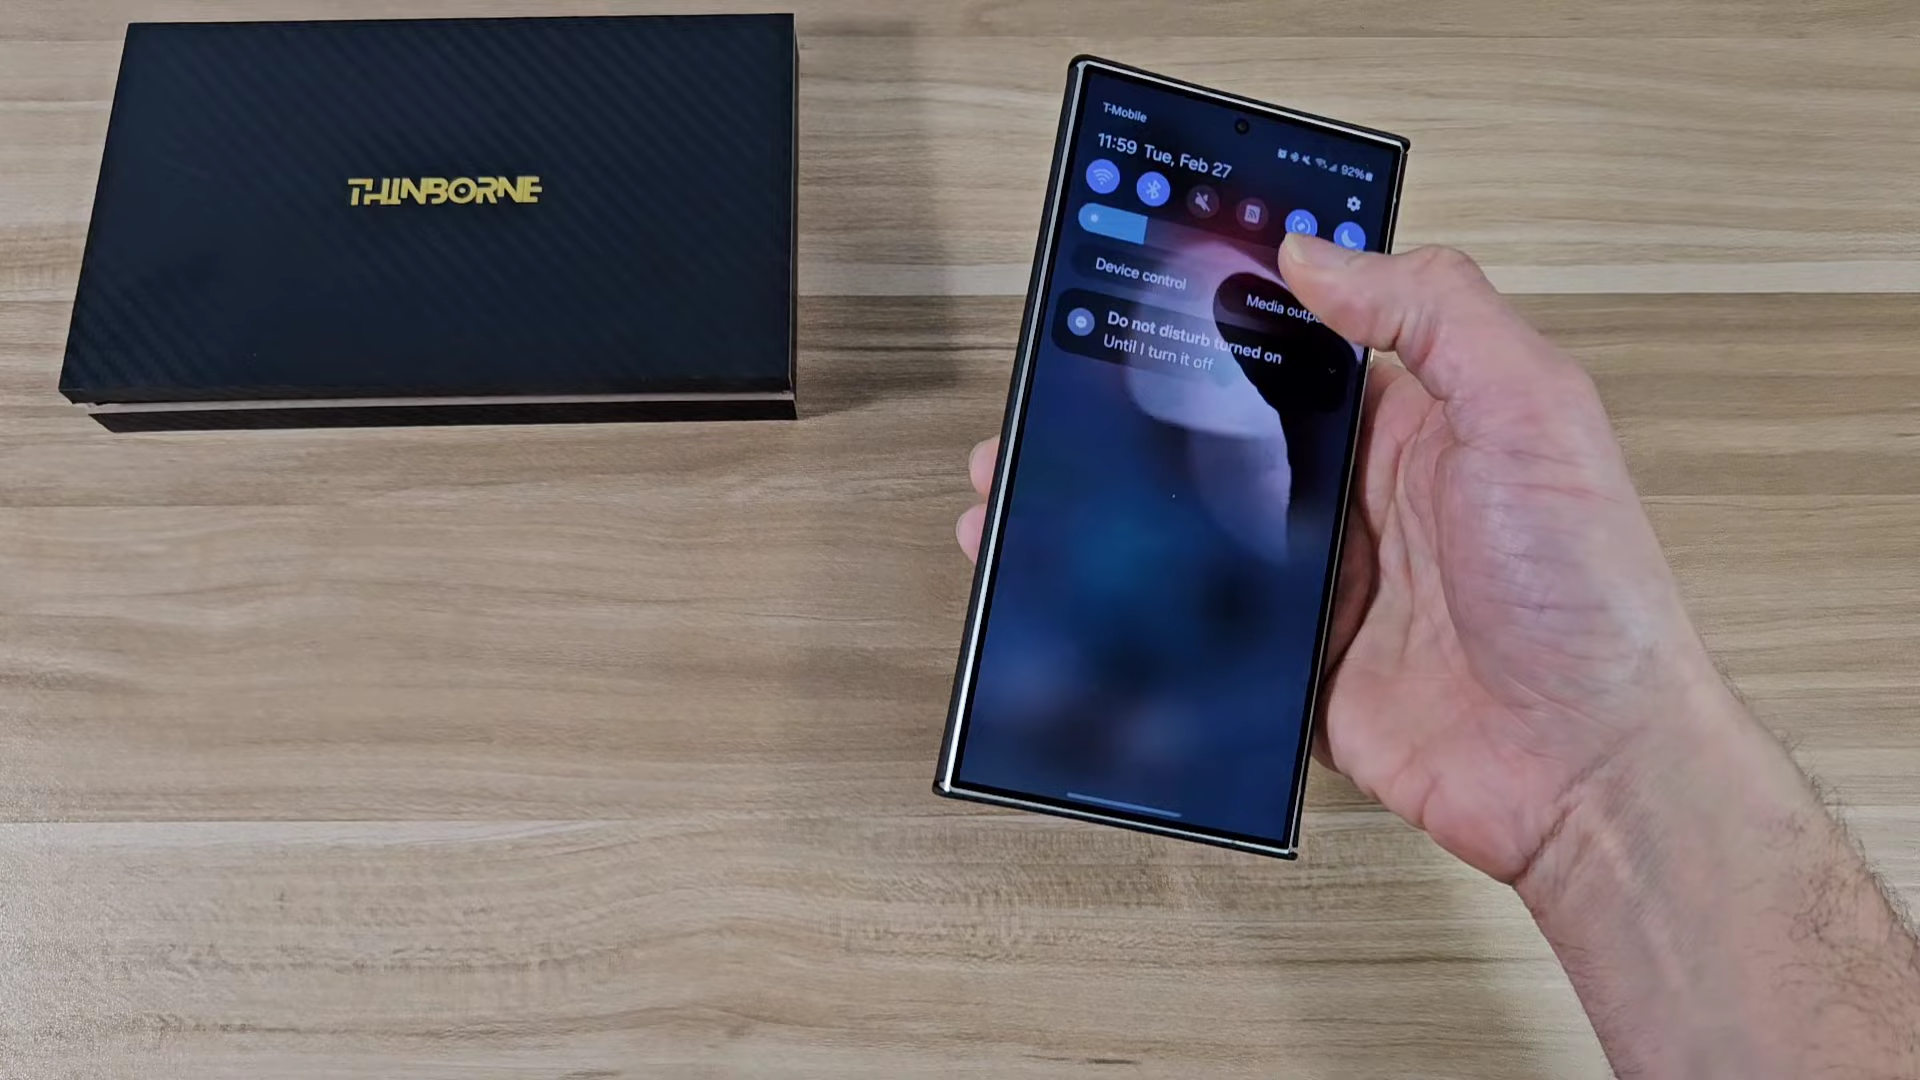 THINBORNE
T-Mobile
11:59 Tue, Feb 27
92%
Device control
Media outpu
Do not disturb turned on
Until I turn it off